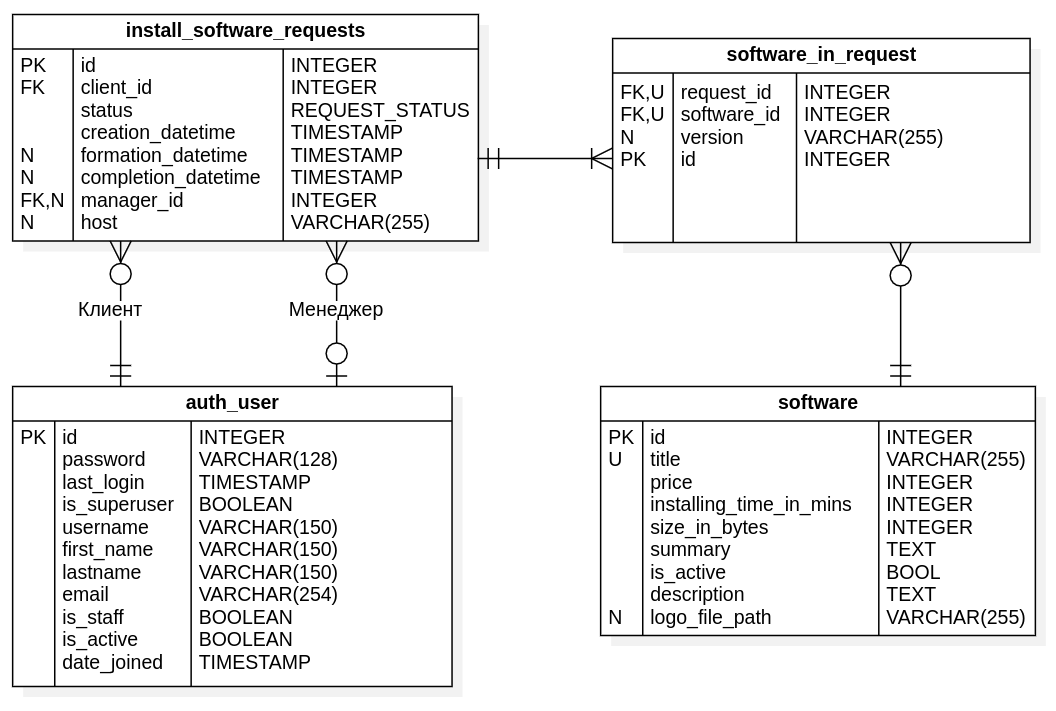 install_software_requests
PK id INTEGER
FK client_id INTEGER
status REQUEST_STATUS
creation_datetime TIMESTAMP
N formation_datetime TIMESTAMP
N completion_datetime TIMESTAMP
FK,N manager_id INTEGER
N host VARCHAR(255)
software_in_request
FK,U request_id INTEGER
FK,U software_id INTEGER
N version VARCHAR(255)
PK id INTEGER
Клиент
Менеджер
auth_user
PK id INTEGER
password VARCHAR(128)
last_login TIMESTAMP
is_superuser BOOLEAN
username VARCHAR(150)
first_name VARCHAR(150)
lastname VARCHAR(150)
email VARCHAR(254)
is_staff BOOLEAN
is_active BOOLEAN
date_joined TIMESTAMP
software
PK id INTEGER
U title VARCHAR(255)
price INTEGER
installing_time_in_mins INTEGER
size_in_bytes INTEGER
summary TEXT
is_active BOOL
description TEXT
N logo_file_path VARCHAR(255)